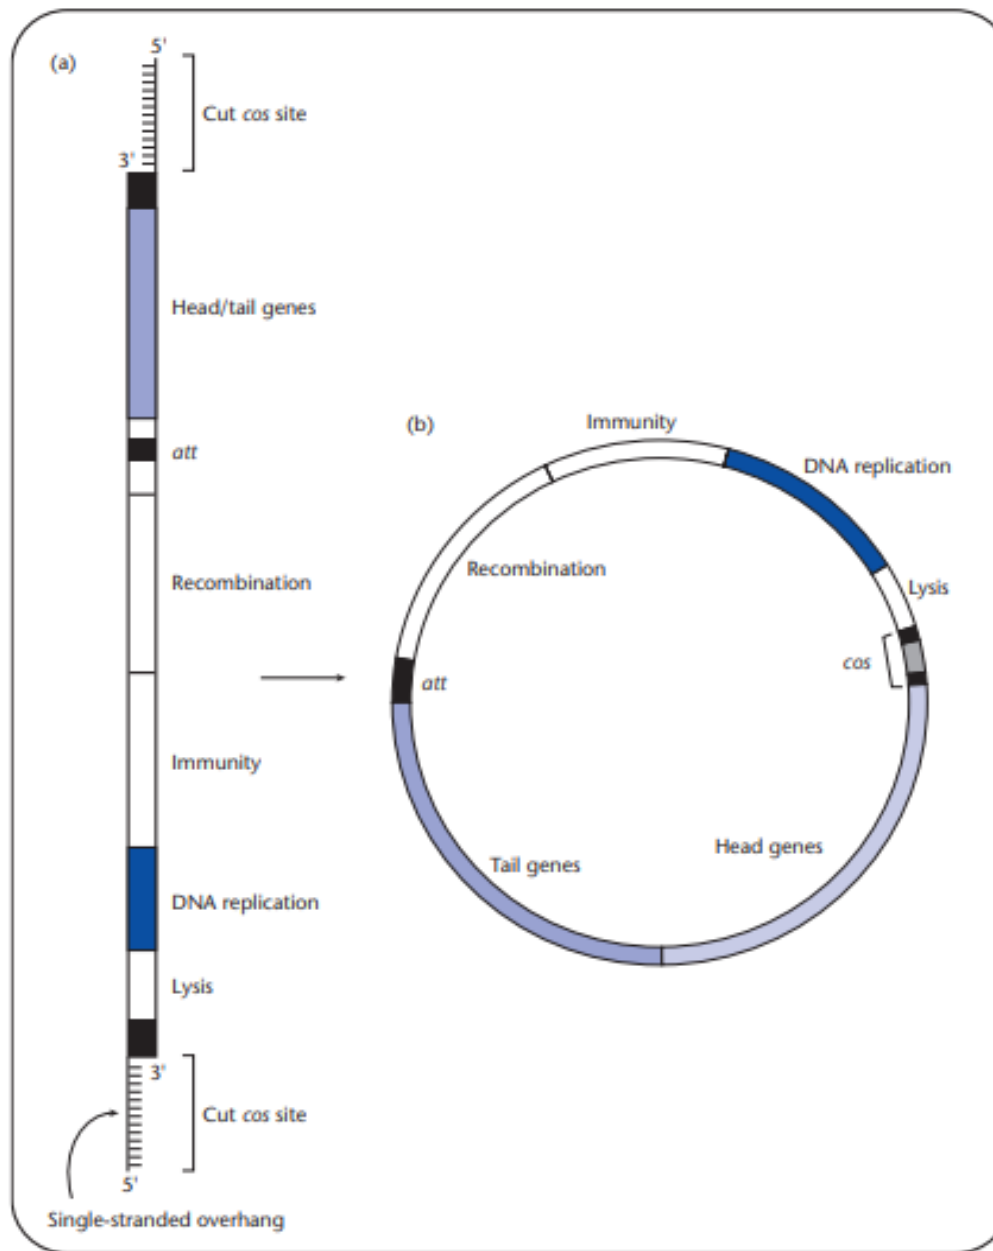 (a)
5'
Cut cos site
3'
Head/tail genes
att
Recombination
Immunity
DNA replication
Lysis
3'
Cut cos site
5'
Single-stranded overhang
(b)
Immunity
DNA replication
Recombination
Lysis
cos
att
Head genes
Tail genes